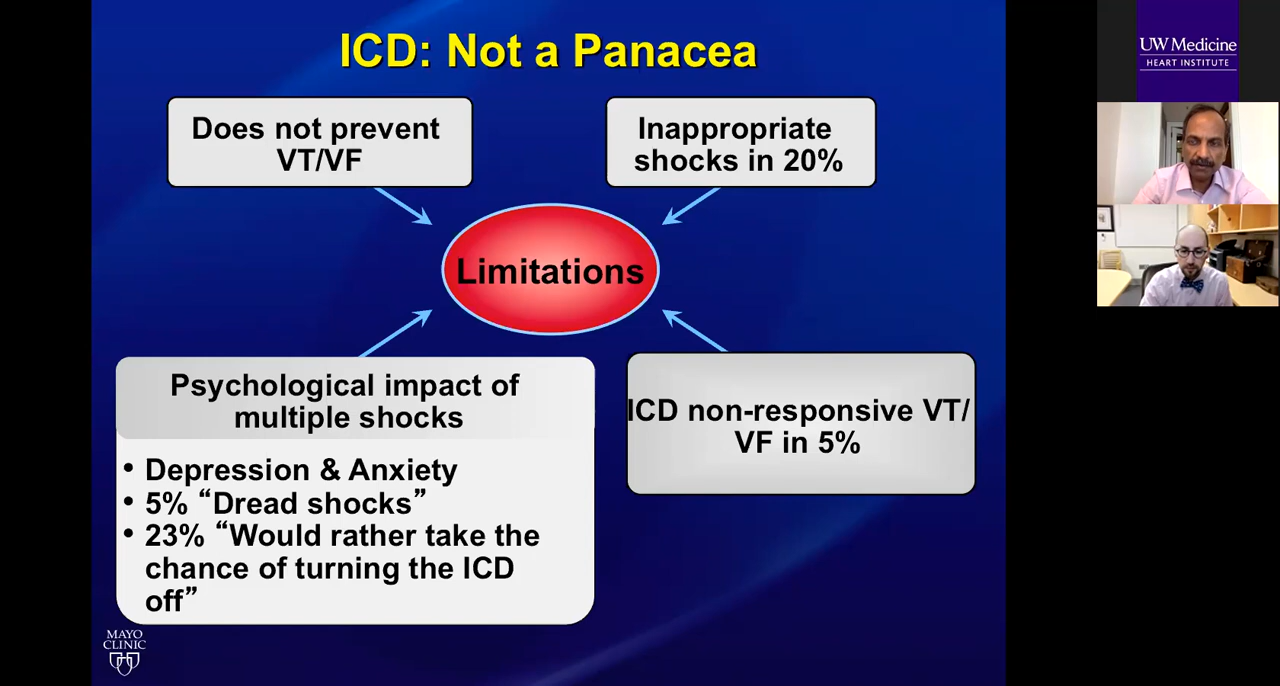 ICD: Not a Panacea
Does not prevent
VT/VF
Inappropriate
shocks in 20%
Limitations
Psychological impact of
multiple shocks
• Depression & Anxiety
• 5% “Dread shocks”
• 23% “Would rather take the
chance of turning the ICD
off”
ICD non-responsive VT/
VF in 5%
MAYO
CLINIC
UW Medicine
HEART INSTITUTE